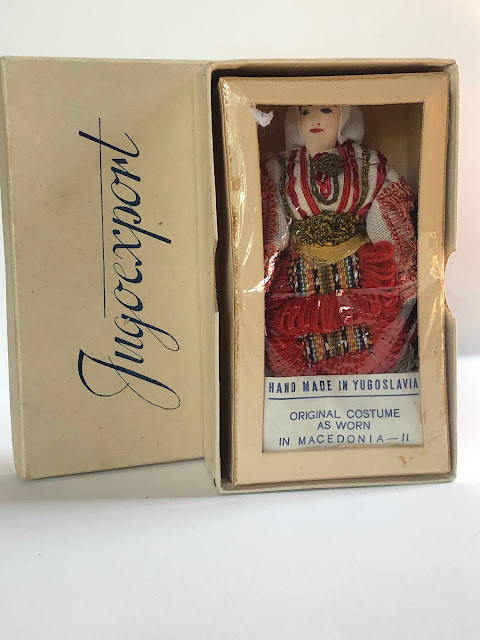 Jugoexport
HAND MADE IN YUGOSLAVIA
ORIGINAL COSTUME
AS WORN
IN MACEDONIA—II